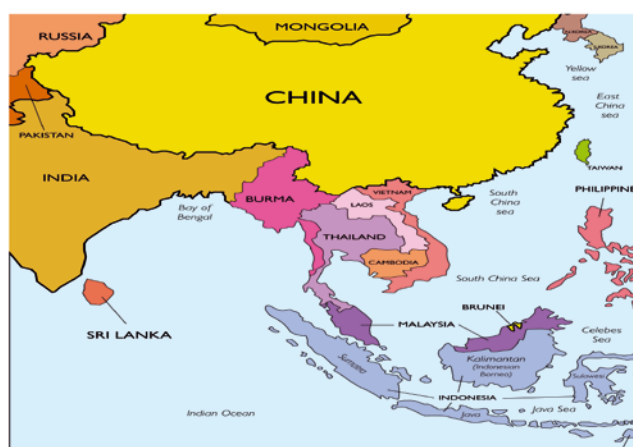 RUSSIA
MONGOLIA
N.KOREA
S.KOREA
Yellow
sea
CHINA
East
China
sea
PAKISTAN
INDIA
TAIWAN
BURMA
VIETNAM
LAOS
South
China
sea
PHILIPPINE
Bay of
Bengal
THAILAND
CAMBODIA
South China Sea
BRUNEI
SRI LANKA
MALAYSIA
Celebes
Sea
Kalimantan
(Indonesian
Borneo)
Sulawesi
INDONESIA
Indian Ocean
Java
Java Sea